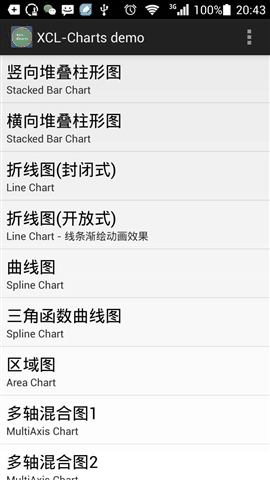 3G 100% 20:43
XCL-Charts demo
竖向堆叠柱形图
Stacked Bar Chart
横向堆叠柱形图
Stacked Bar Chart
折线图(封闭式)
Line Chart
折线图(开放式)
Line Chart - 线条渐绘动画效果
曲线图
Spline Chart
三角函数曲线图
Spline Chart
区域图
Area Chart
多轴混合图1
MultiAxis Chart
多轴混合图2
MultiAxis Chart